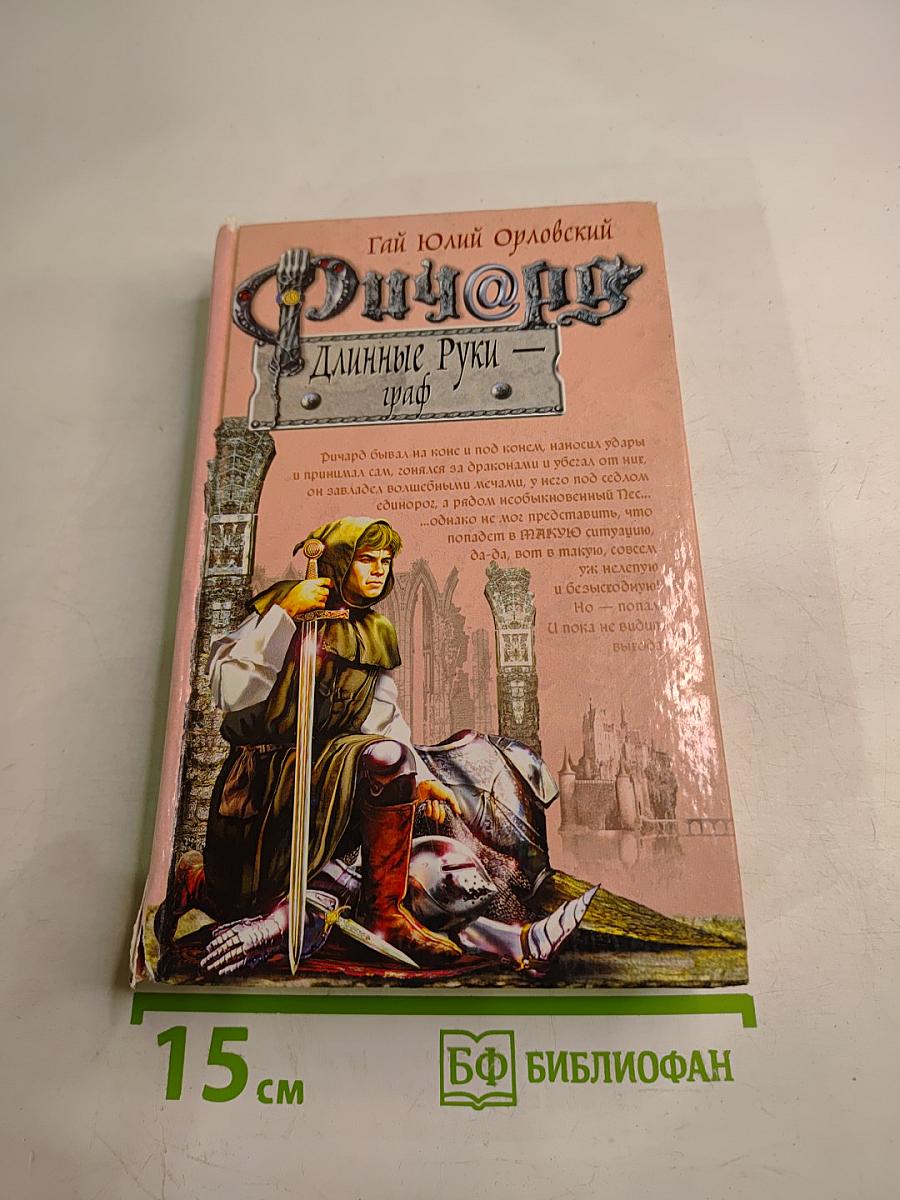 Гай Юлий Орловский
Рич@рд
Длинные Руки —
граф
Ричард бывал на коне и под конем, наносил удары
и принимал сам, гонялся за драконами и убегал от них,
он завладел волшебными мечами, у него под седлом
единорог, а рядом необыкновенный Пес...
...однако не мог представить, что
попадет в ТАКУЮ ситуацию,
да-да, вот в такую, совсем
уж нелепую
и безысходную!
Но — попал.
И пока не видит
выхода
15 см
БФ БИБЛИОФАН